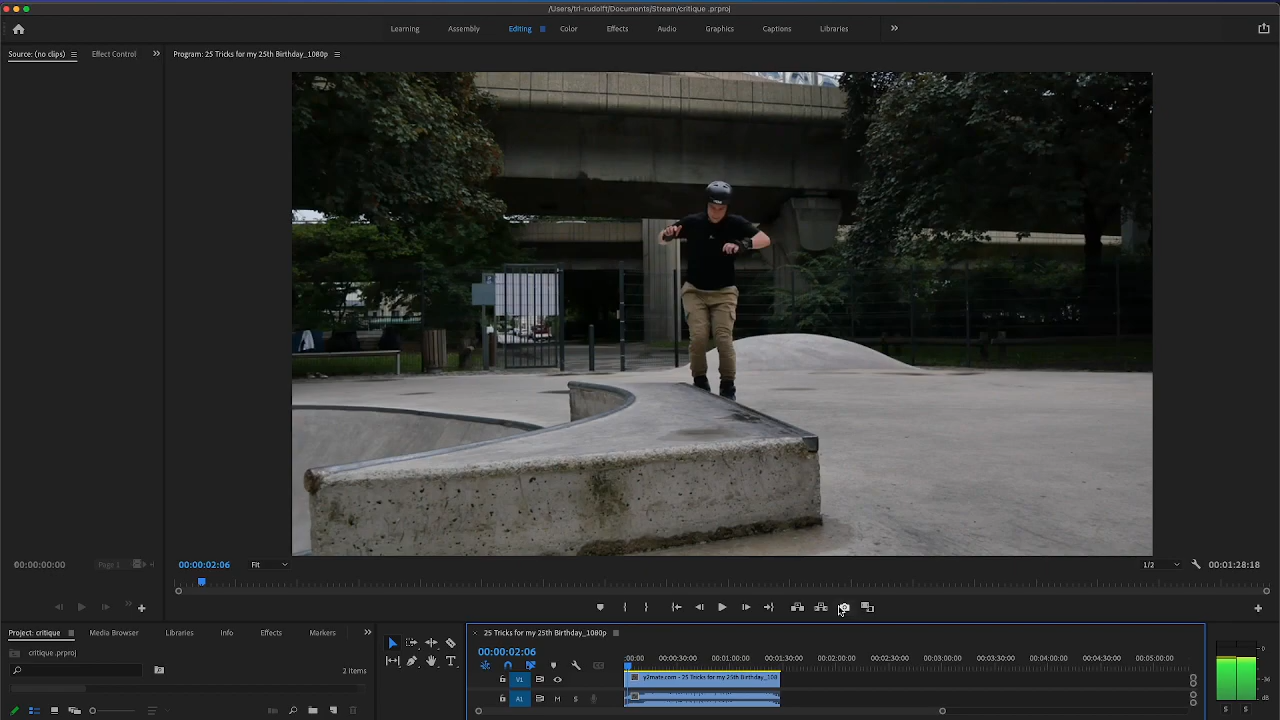 /Users/trl-rudolft/Documents/Stream/critique .prproj
Learning Assembly Editing Color Effects Audio Graphics Captions Libraries
Source: (no clips) Effect Control Program: 25 Tricks for my 25th Birthday_1080p
00:00:00:00 Page 1 00:00:02:06 Fit 1/2 00:01:28:18
Project: critique Media Browser Libraries Info Effects Markers 25 Tricks for my 25th Birthday_1080p
critique.prproj 00:00:02:06 :00:00 00:00:30:00 00:01:00:00 00:01:30:00 00:02:00:00 00:02:30:00 00:03:00:00 00:03:30:00 00:04:00:00 00:04:30:00 00:05:00:00
2 Items
V1 y2mate.com - 25 Tricks for my 25th Birthday_108
A1 M S
-36
dB
S S